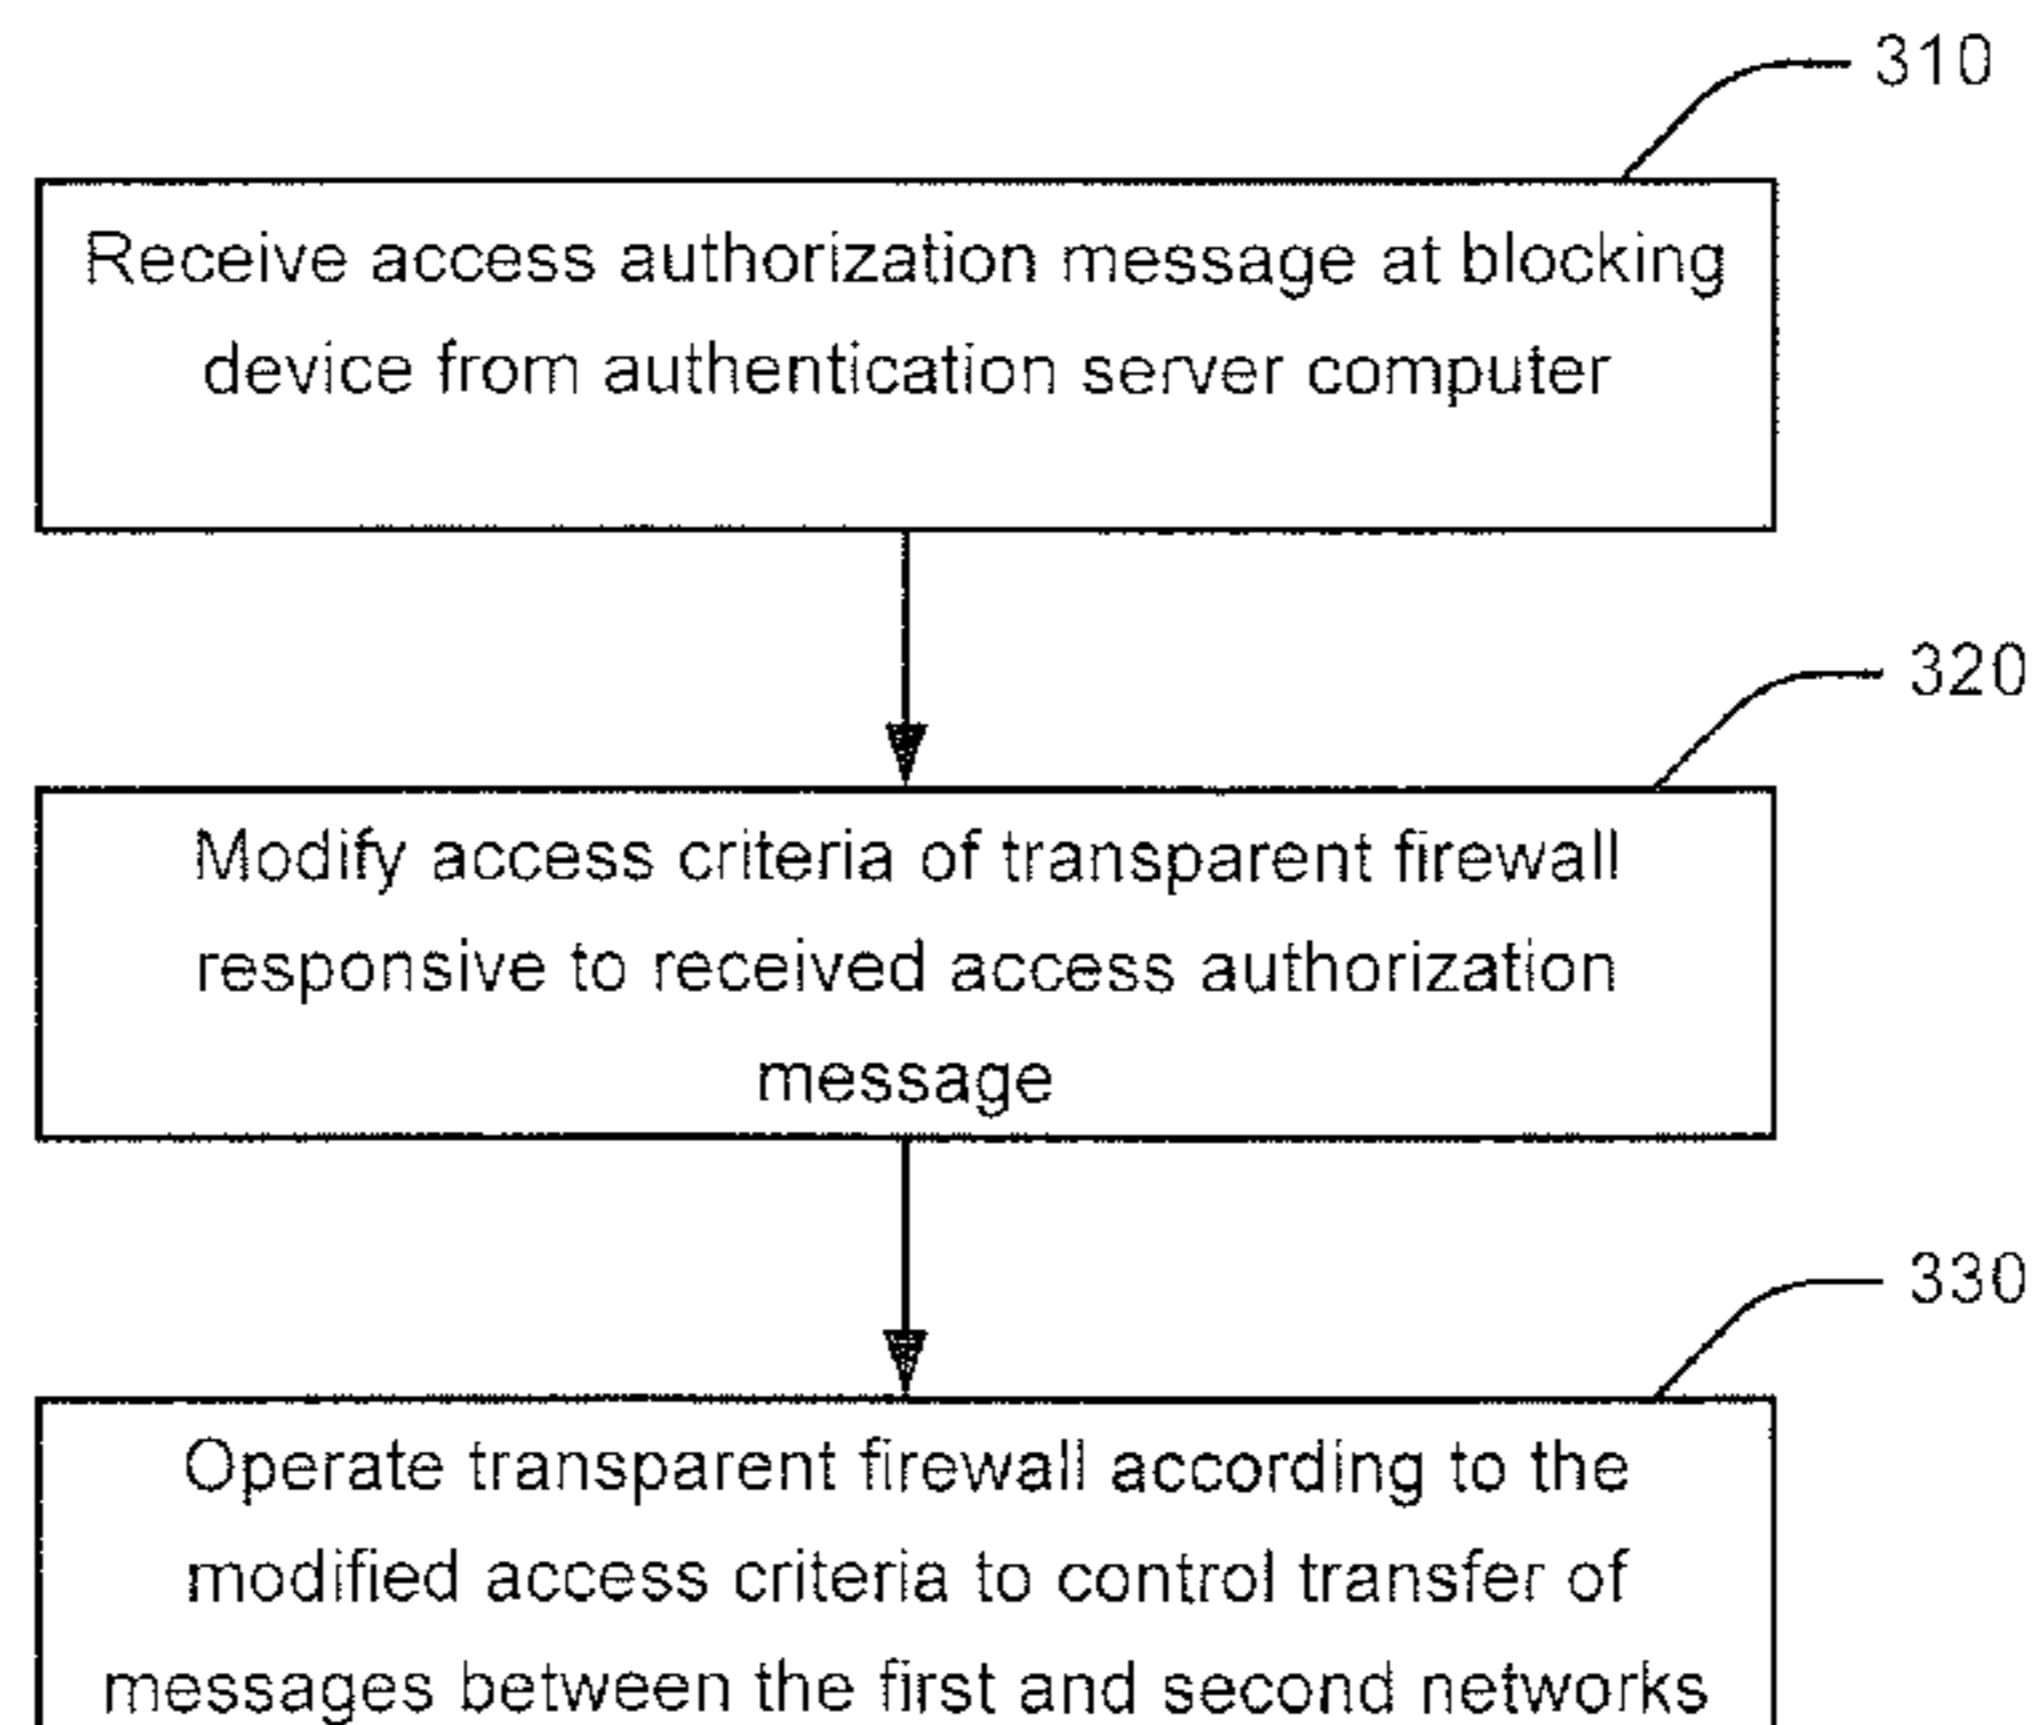 310
Receive access authorization message at blocking
device from authentication server computer
320
Modify access criteria of transparent firewall
responsive to received access authorization
message
330
Operate transparent firewall according to the
modified access criteria to control transfer of
messages between the first and second networks